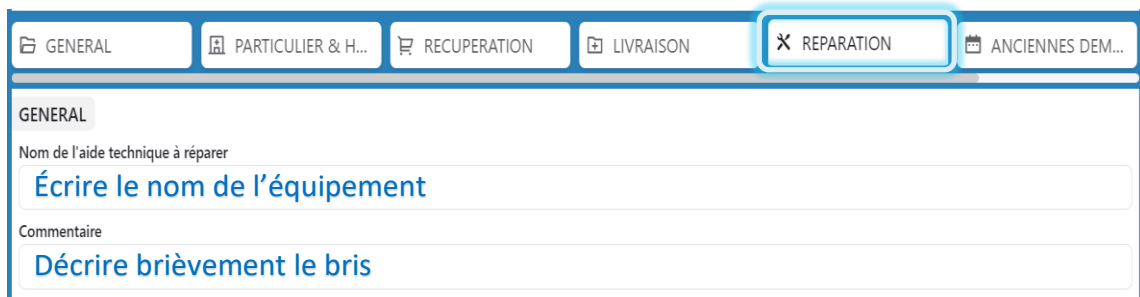 GENERAL
PARTICULIER & H...
RECUPERATION
LIVRAISON
REPARATION
ANCIENNES DEM...
GENERAL
Nom de l'aide technique à réparer
Écrire le nom de l’équipement
Commentaire
Décrire brièvement le bris